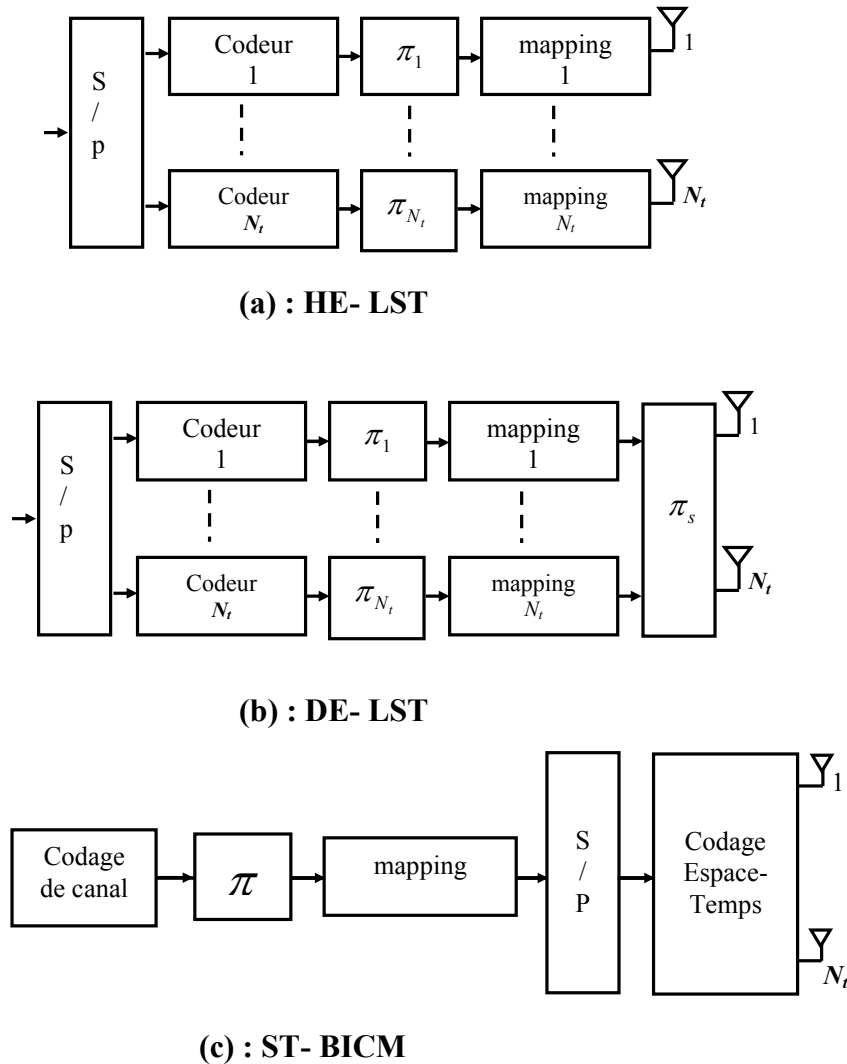 S
/
p
Codeur
1
π₁
mapping
1
1
Codeur
Nₜ
π_Nₜ
mapping
Nₜ
Nₜ
(a) : HE- LST
S
/
p
Codeur
1
π₁
mapping
1
πₛ
1
Codeur
Nₜ
π_Nₜ
mapping
Nₜ
Nₜ
(b) : DE- LST
Codage
de canal
π
mapping
S
/
P
Codage
Espace-
Temps
1
Nₜ
(c) : ST- BICM